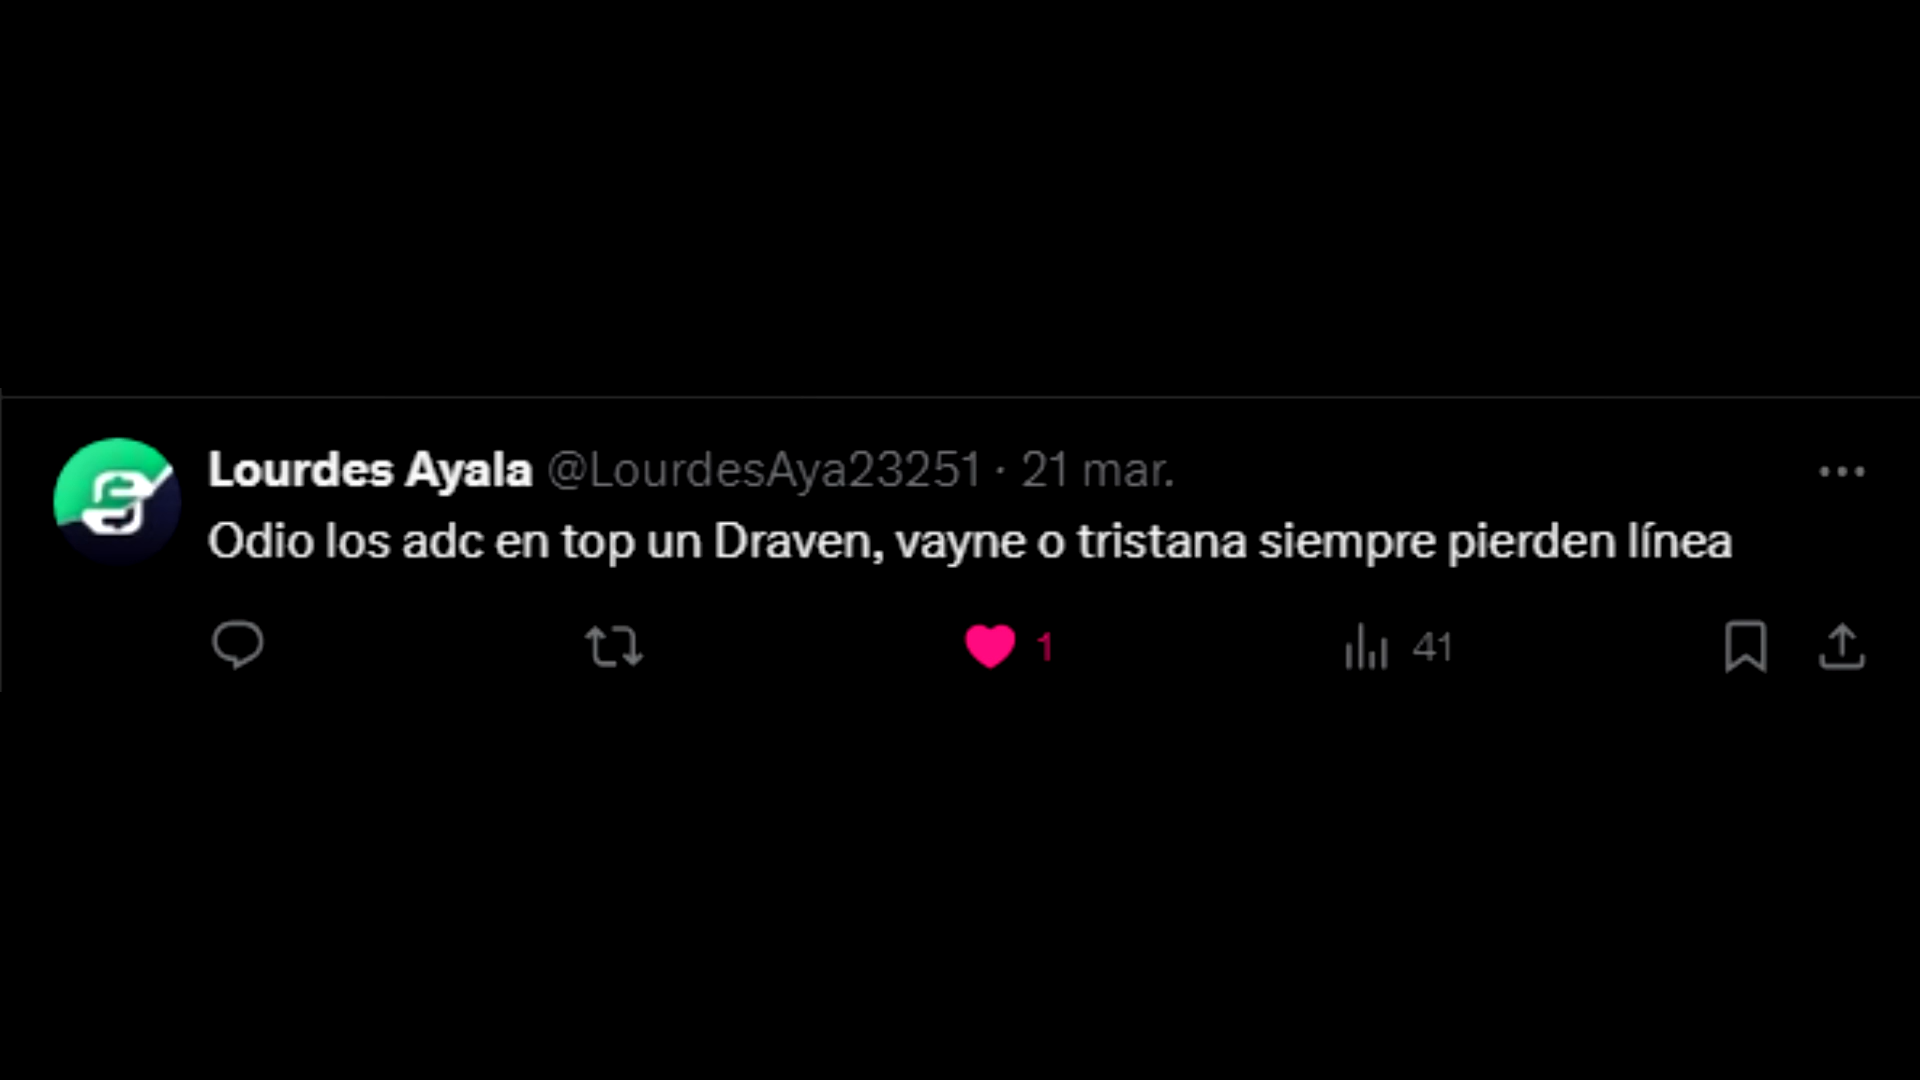 Lourdes Ayala @LourdesAya23251 · 21 mar.
Odio los adc en top un Draven, vayne o tristana siempre pierden línea
1 41